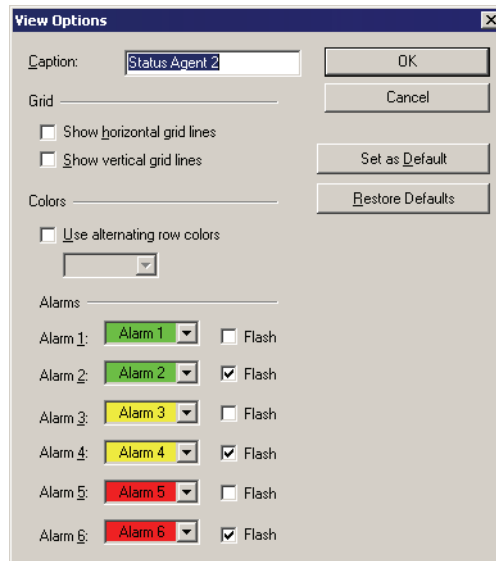 View Options
Caption: Status Agent 2
OK
Cancel
Grid
Show horizontal grid lines
Show vertical grid lines
Set as Default
Restore Defaults
Colors
Use alternating row colors
Alarms
Alarm 1: Alarm 1 Flash
Alarm 2: Alarm 2 Flash
Alarm 3: Alarm 3 Flash
Alarm 4: Alarm 4 Flash
Alarm 5: Alarm 5 Flash
Alarm 6: Alarm 6 Flash